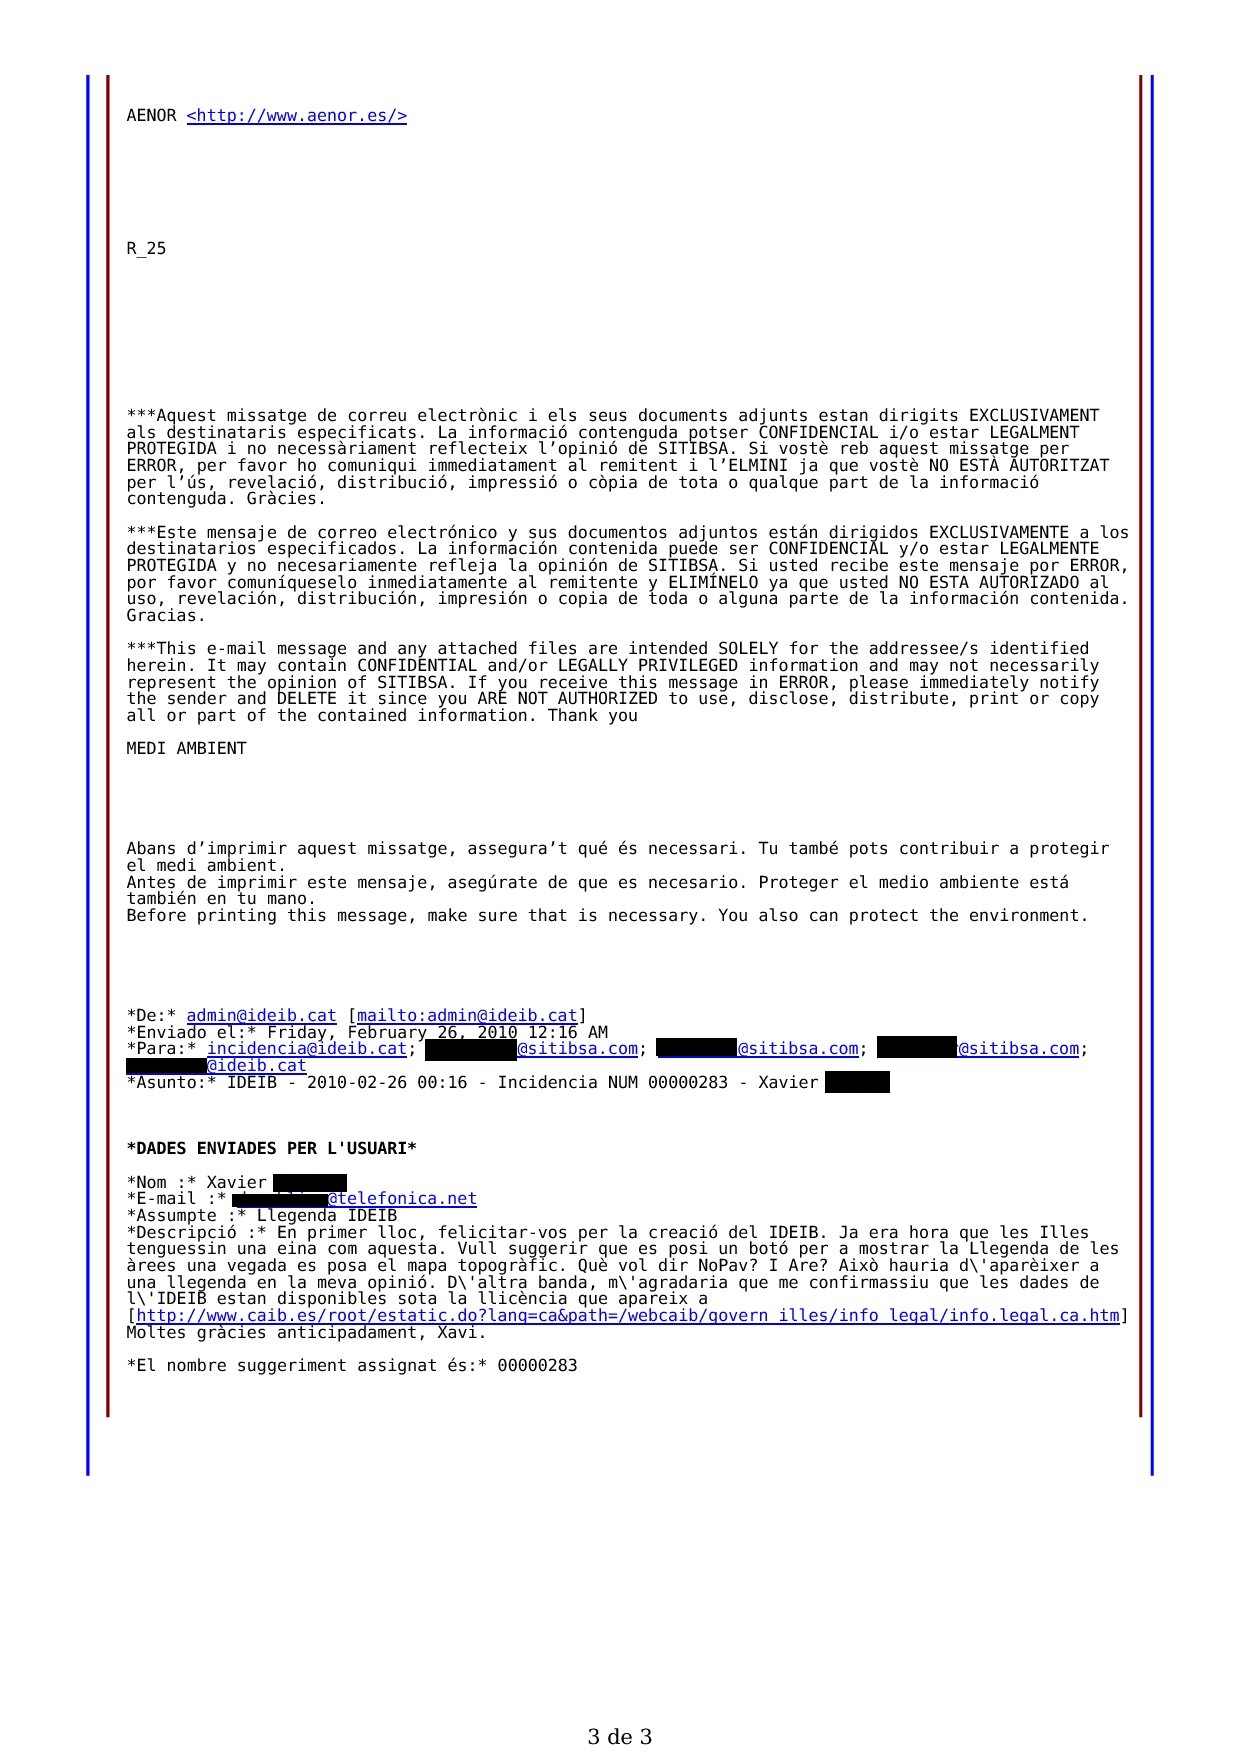 AENOR <http://www.aenor.es/>
R_25
***Aquest missatge de correu electrònic i els seus documents adjunts estan dirigits EXCLUSIVAMENT
als destinataris especificats. La informació contenguda potser CONFIDENCIAL i/o estar LEGALMENT
PROTEGIDA i no necessàriament reflecteix l’opinió de SITIBSA. Si vostè reb aquest missatge per
ERROR, per favor ho comuniqui immediatament al remitent i l’ELMINI ja que vostè NO ESTÀ AUTORITZAT
per l’ús, revelació, distribució, impressió o còpia de tota o qualque part de la informació
contenguda. Gràcies.
***Este mensaje de correo electrónico y sus documentos adjuntos están dirigidos EXCLUSIVAMENTE a los
destinatarios especificados. La información contenida puede ser CONFIDENCIAL y/o estar LEGALMENTE
PROTEGIDA y no necesariamente refleja la opinión de SITIBSA. Si usted recibe este mensaje por ERROR,
por favor comuníqueselo inmediatamente al remitente y ELIMÍNELO ya que usted NO ESTA AUTORIZADO al
uso, revelación, distribución, impresión o copia de toda o alguna parte de la información contenida.
Gracias.
***This e-mail message and any attached files are intended SOLELY for the addressee/s identified
herein. It may contain CONFIDENTIAL and/or LEGALLY PRIVILEGED information and may not necessarily
represent the opinion of SITIBSA. If you receive this message in ERROR, please immediately notify
the sender and DELETE it since you ARE NOT AUTHORIZED to use, disclose, distribute, print or copy
all or part of the contained information. Thank you
MEDI AMBIENT
Abans d’imprimir aquest missatge, assegura’t qué és necessari. Tu també pots contribuir a protegir
el medi ambient.
Antes de imprimir este mensaje, asegúrate de que es necesario. Proteger el medio ambiente está
también en tu mano.
Before printing this message, make sure that is necessary. You also can protect the environment.
*De:* admin@ideib.cat [mailto:admin@ideib.cat]
*Enviado el:* Friday, February 26, 2010 12:16 AM
*Para:* incidencia@ideib.cat; @sitibsa.com; @sitibsa.com; @sitibsa.com;
@ideib.cat
*Asunto:* IDEIB - 2010-02-26 00:16 - Incidencia NUM 00000283 - Xavier
*DADES ENVIADES PER L'USUARI*
*Nom :* Xavier
*E-mail :* @telefonica.net
*Assumpte :* Llegenda IDEIB
*Descripció :* En primer lloc, felicitar-vos per la creació del IDEIB. Ja era hora que les Illes
tenguessin una eina com aquesta. Vull suggerir que es posi un botó per a mostrar la Llegenda de les
àrees una vegada es posa el mapa topogràfic. Què vol dir NoPav? I Are? Això hauria d\'aparèixer a
una llegenda en la meva opinió. D\'altra banda, m\'agradaria que me confirmassiu que les dades de
l\'IDEIB estan disponibles sota la llicència que apareix a
[http://www.caib.es/root/estatic.do?lang=ca&path=/webcaib/govern_illes/info_legal/info.legal.ca.htm]
Moltes gràcies anticipadament, Xavi.
*El nombre suggeriment assignat és:* 00000283
3 de 3